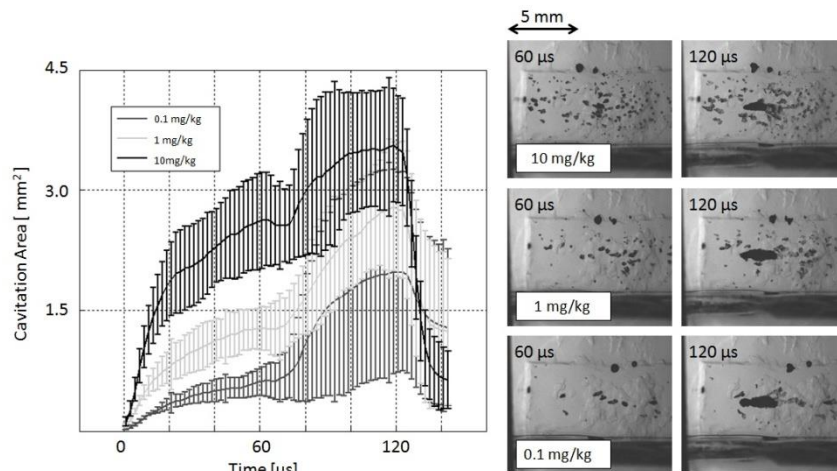 4.5
3.0
1.5
Cavitation Area [ mm²]
0.1 mg/kg
1 mg/kg
10mg/kg
0
60
120
Time [µs]
5 mm
60 µs
120 µs
10 mg/kg
60 µs
120 µs
1 mg/kg
60 µs
120 µs
0.1 mg/kg